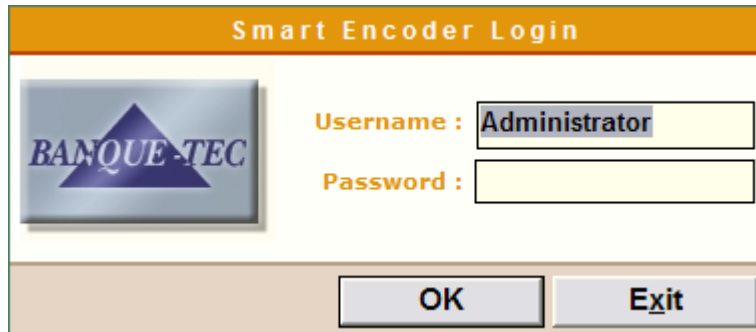 Smart Encoder Login
BANQUE-TEC
Username : Administrator
Password :
OK Exit